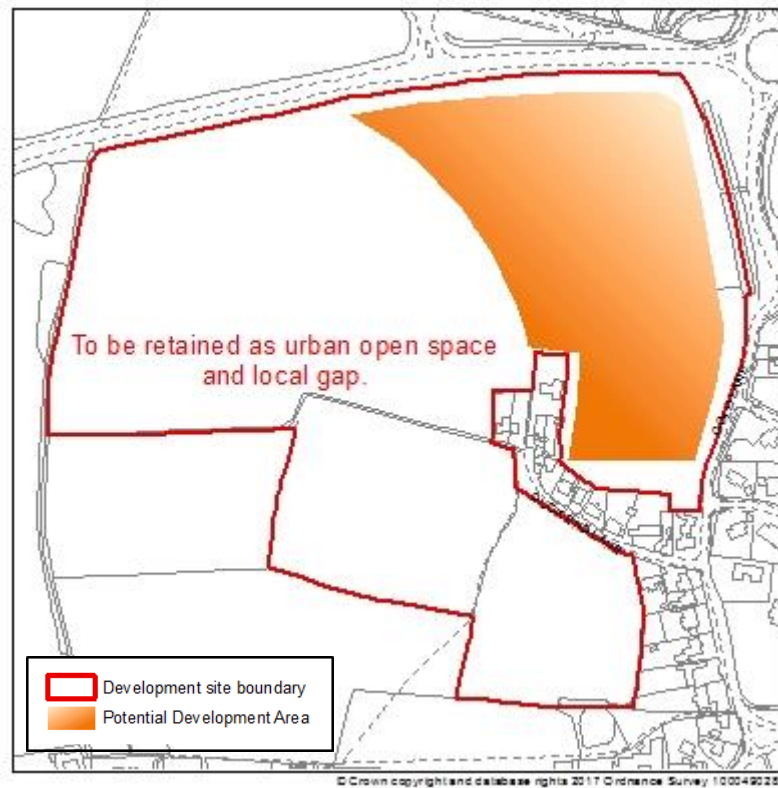 To be retained as urban open space
and local gap.
Development site boundary
Potential Development Area
© Crown copyright and database rights 2017 Ordnance Survey 100049026